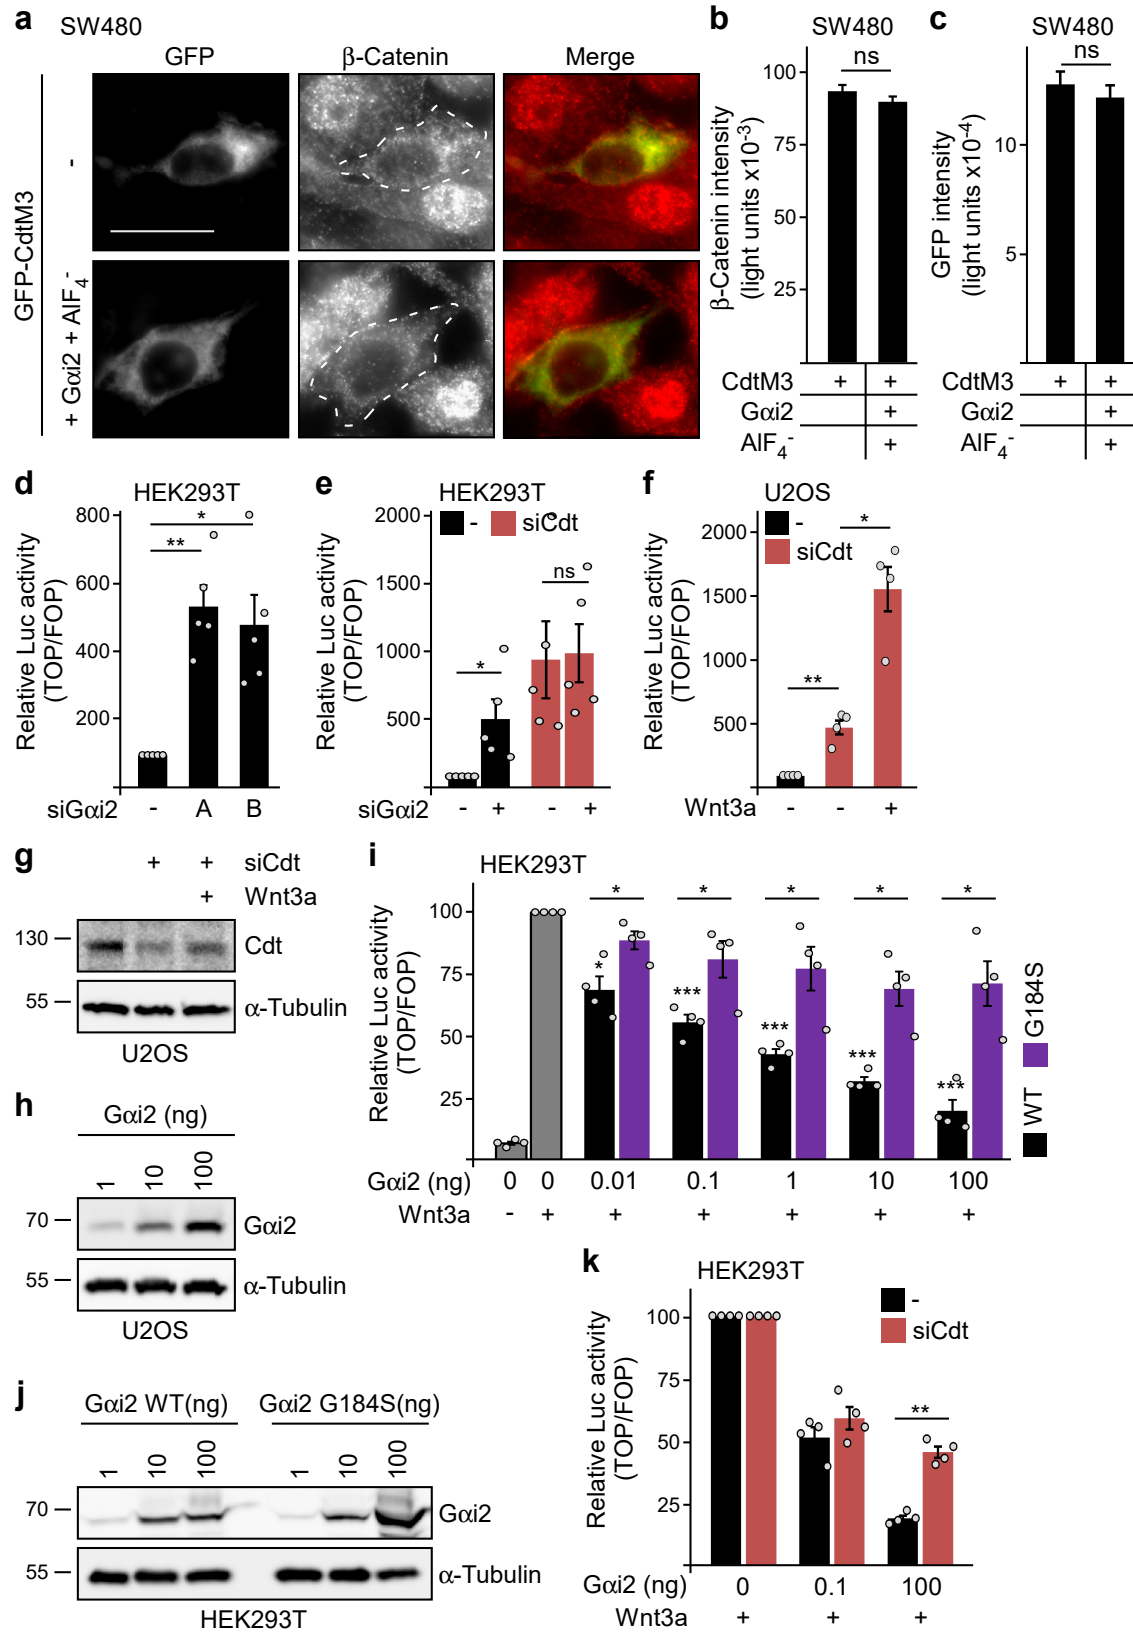 a
SW480
GFP
β-Catenin
Merge
GFP-CdtM3
-
+ Gαi2 + AlF4-
b
SW480
ns
β-Catenin intensity
(light units x10-3)
100
75
50
25
CdtM3 + +
Gαi2 +
AlF4- +
c
SW480
ns
GFP intensity
(light units x10-4)
10
5
CdtM3 + +
Gαi2 +
AlF4- +
d
HEK293T
Relative Luc activity
(TOP/FOP)
800
600
400
200
*
**
siGαi2 - A B
e
HEK293T
- siCdt
Relative Luc activity
(TOP/FOP)
2000
1500
1000
500
*
ns
siGαi2 - + - +
f
U2OS
-
siCdt
Relative Luc activity
(TOP/FOP)
2000
1500
1000
500
**
*
Wnt3a - - +
g
+ + siCdt
+ Wnt3a
130
Cdt
55
α-Tubulin
U2OS
h
Gαi2 (ng)
1 10 100
70
Gαi2
55
α-Tubulin
U2OS
i
HEK293T
Relative Luc activity
(TOP/FOP)
100
75
50
25
* * * * *
* *** *** *** ***
Gαi2 (ng) 0 0 0.01 0.1 1 10 100
Wnt3a - + + + + + +
WT G184S
j
Gαi2 WT(ng)
Gαi2 G184S(ng)
1 10 100 1 10 100
70
Gαi2
55
α-Tubulin
HEK293T
k
HEK293T
-
siCdt
Relative Luc activity
(TOP/FOP)
100
75
50
25
**
Gαi2 (ng) 0 0.1 100
Wnt3a + + +